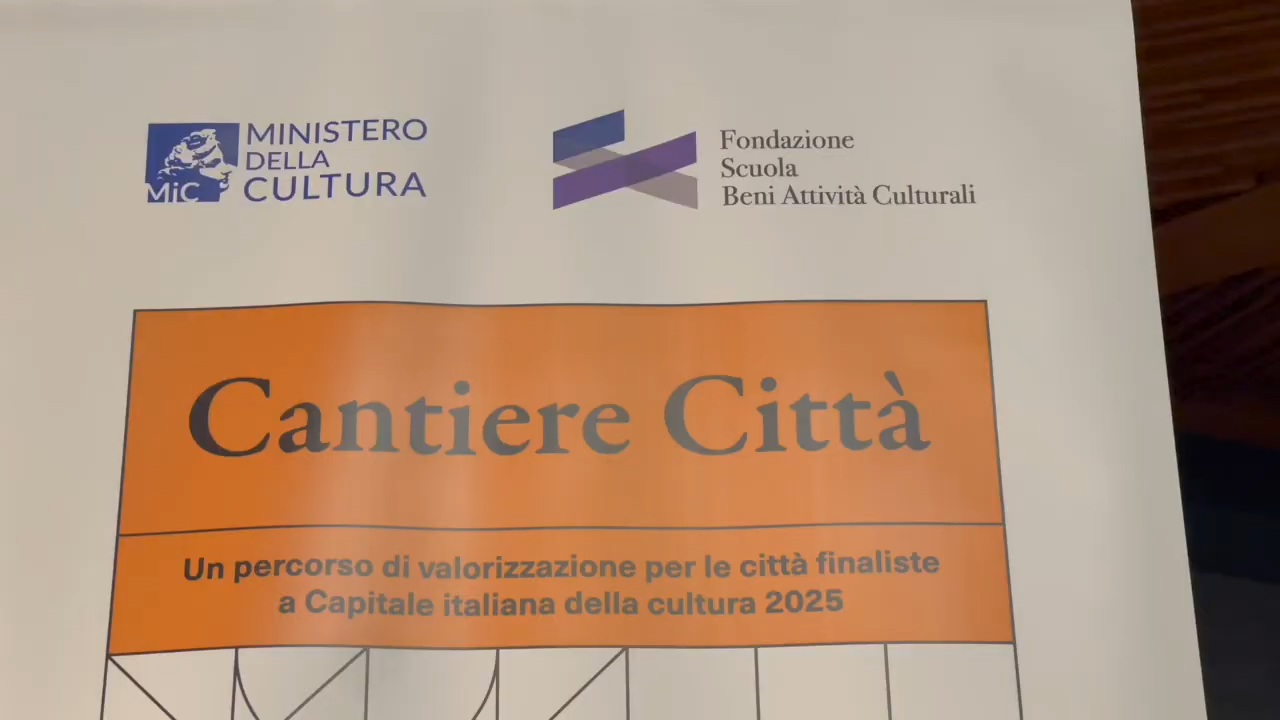 MiC
MINISTERO
DELLA
CULTURA
Fondazione
Scuola
Beni Attività Culturali
Cantiere Città
Un percorso di valorizzazione per le città finaliste
a Capitale italiana della cultura 2025